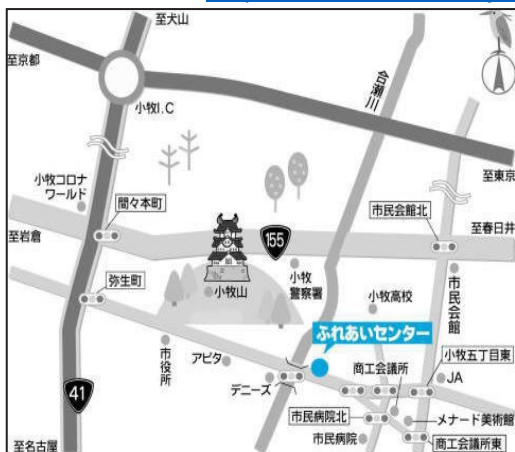 至犬山
至京都
小牧I.C
合瀬川
至東京
小牧コロナ
ワールド
間々本町
市民会館北
至岩倉
155
至春日井
小牧
警察署
小牧山
市民会館
弥生町
小牧高校
ふれあいセンター
市役所
アピタ
デニーズ
商工会議所
小牧五丁目東
JA
41
市民病院北
メナード美術館
至名古屋
市民病院
商工会議所東